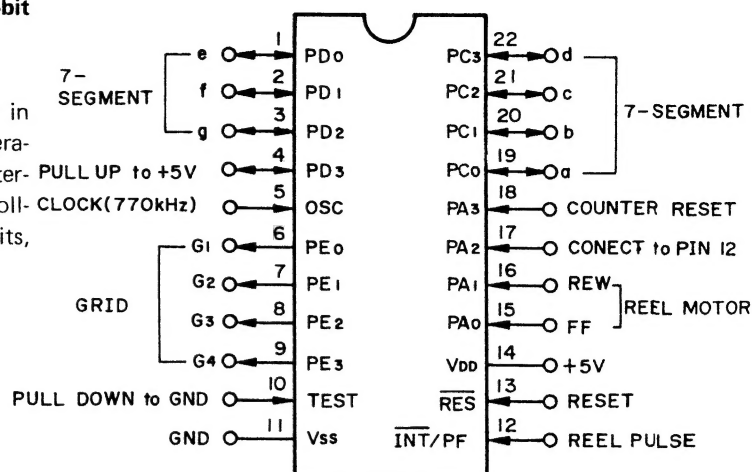 bit
1 22
e PD0 PC3 d
7- 2 21
SEGMENT f PD1 PC2 c 7-SEGMENT
in 3 20
era- g PD2 PC1 b
4 19
ter- PULL UP to +5V PD3 PC0 a
5 18
oll- CLOCK(770kHz) OSC PA3 COUNTER RESET
its, 6 17
G1 PE0 PA2 CONECT to PIN 12
7 16
G2 PE1 PA1 REW
GRID REEL MOTOR
8 15
G3 PE2 PA0 FF
9 14
G4 PE3 VDD +5V
10 13
PULL DOWN to GND TEST RES RESET
11 12
GND Vss INT/PF REEL PULSE